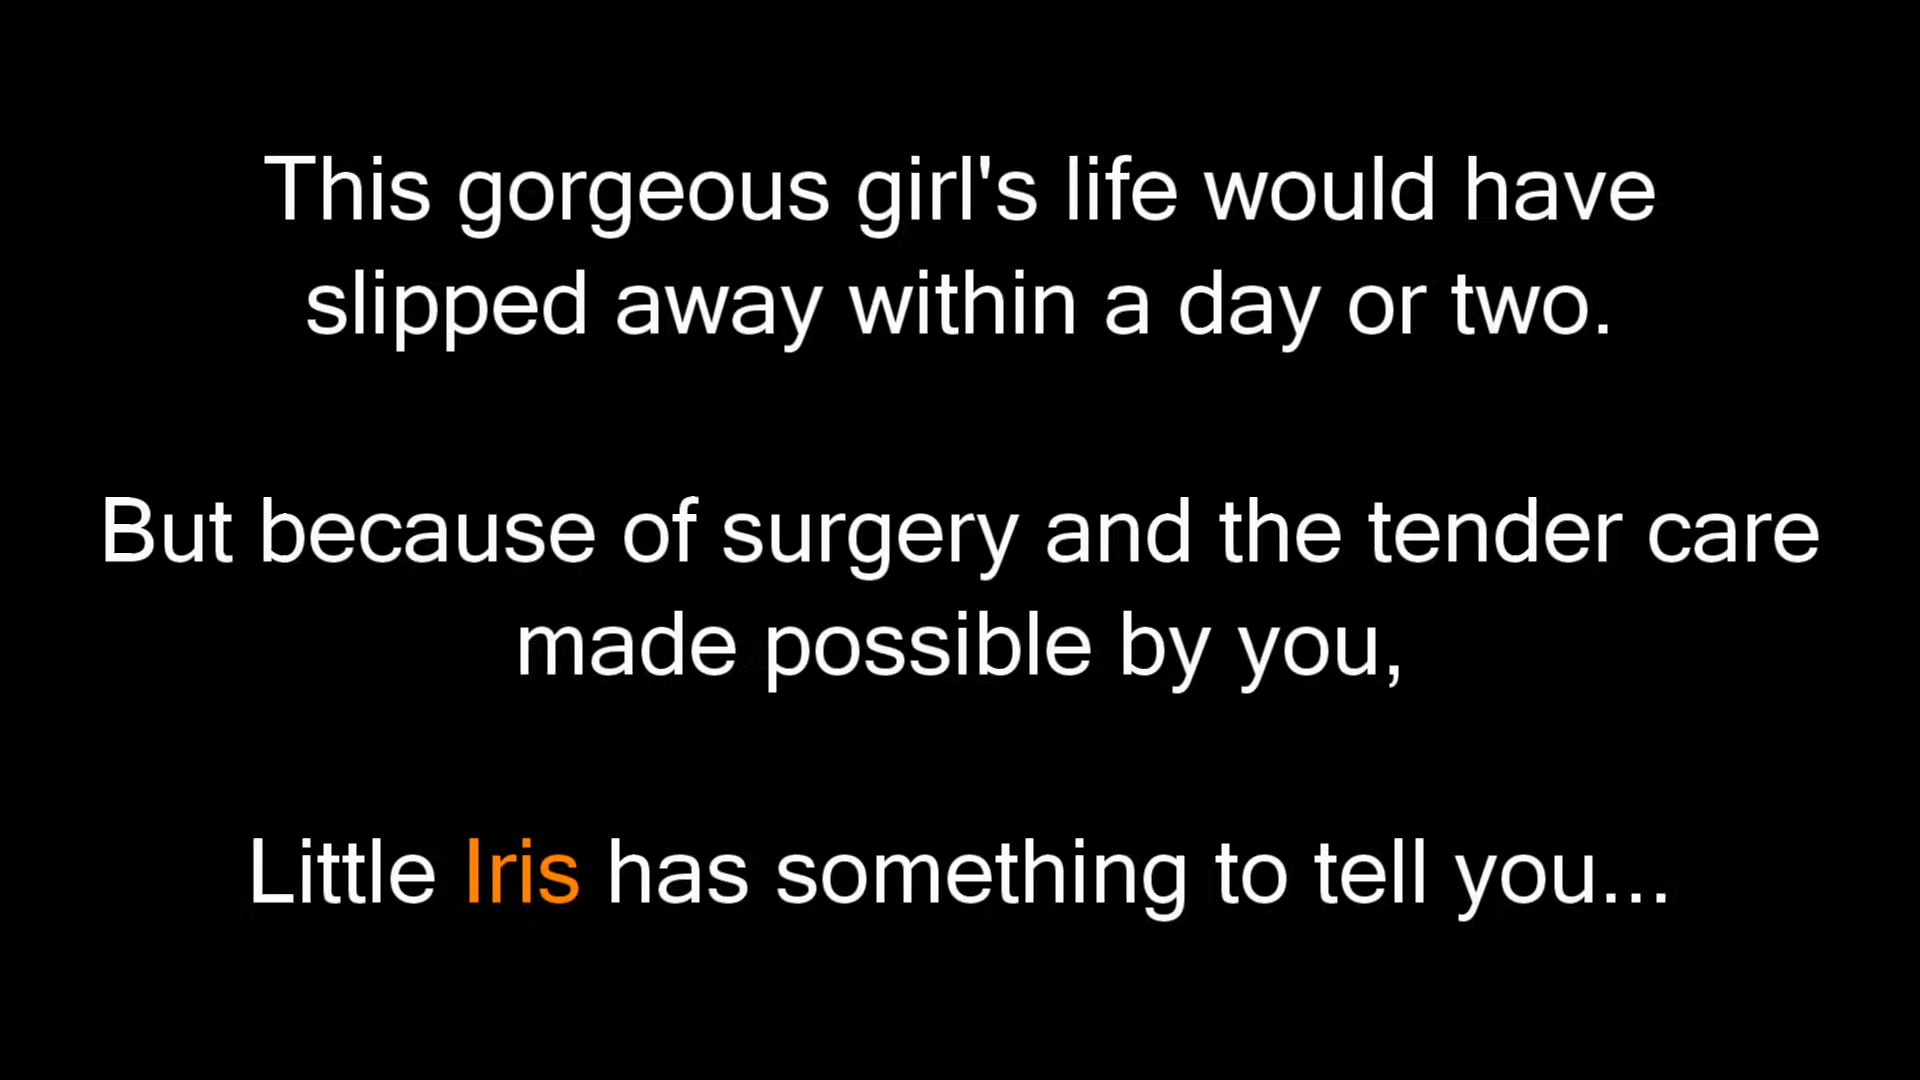 This gorgeous girl's life would have
slipped away within a day or two.
But because of surgery and the tender care
made possible by you,
Little Iris has something to tell you...